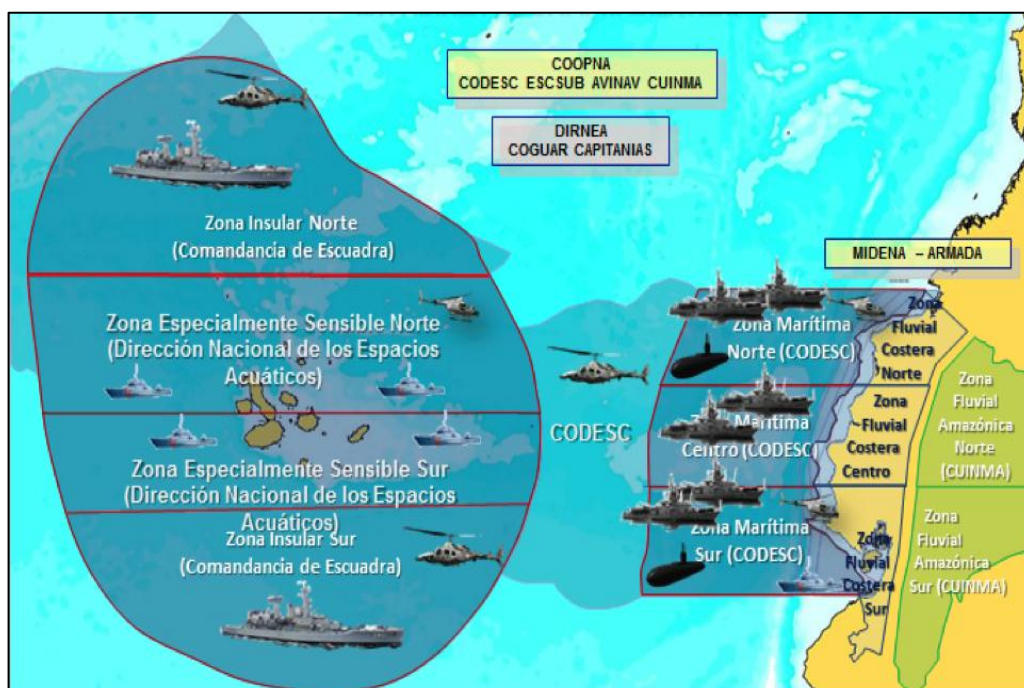 COOPNA
CODESC ESCSUB AVINAV CUINMA
DIRNEA
COGUAR CAPITANIAS
MIDENA – ARMADA
Zona Insular Norte
(Comandancia de Escuadra)
Zona Especialmente Sensible Norte
(Dirección Nacional de los Espacios
Acuáticos)
Zona Especialmente Sensible Sur
(Dirección Nacional de los Espacios
Acuáticos)
Zona Insular Sur
(Comandancia de Escuadra)
CODESC
Zona Marítima
Norte (CODESC)
Marítima
Centro (CODESC)
Zona Marítima
Sur (CODESC)
Zona
Fluvial
Costera
Norte
Zona
Fluvial
Costera
Centro
Zona
Fluvial
Costera
Sur
Zona
Fluvial
Amazónica
Norte
(CUINMA)
Zona
Fluvial
Amazónica
Sur (CUINMA)